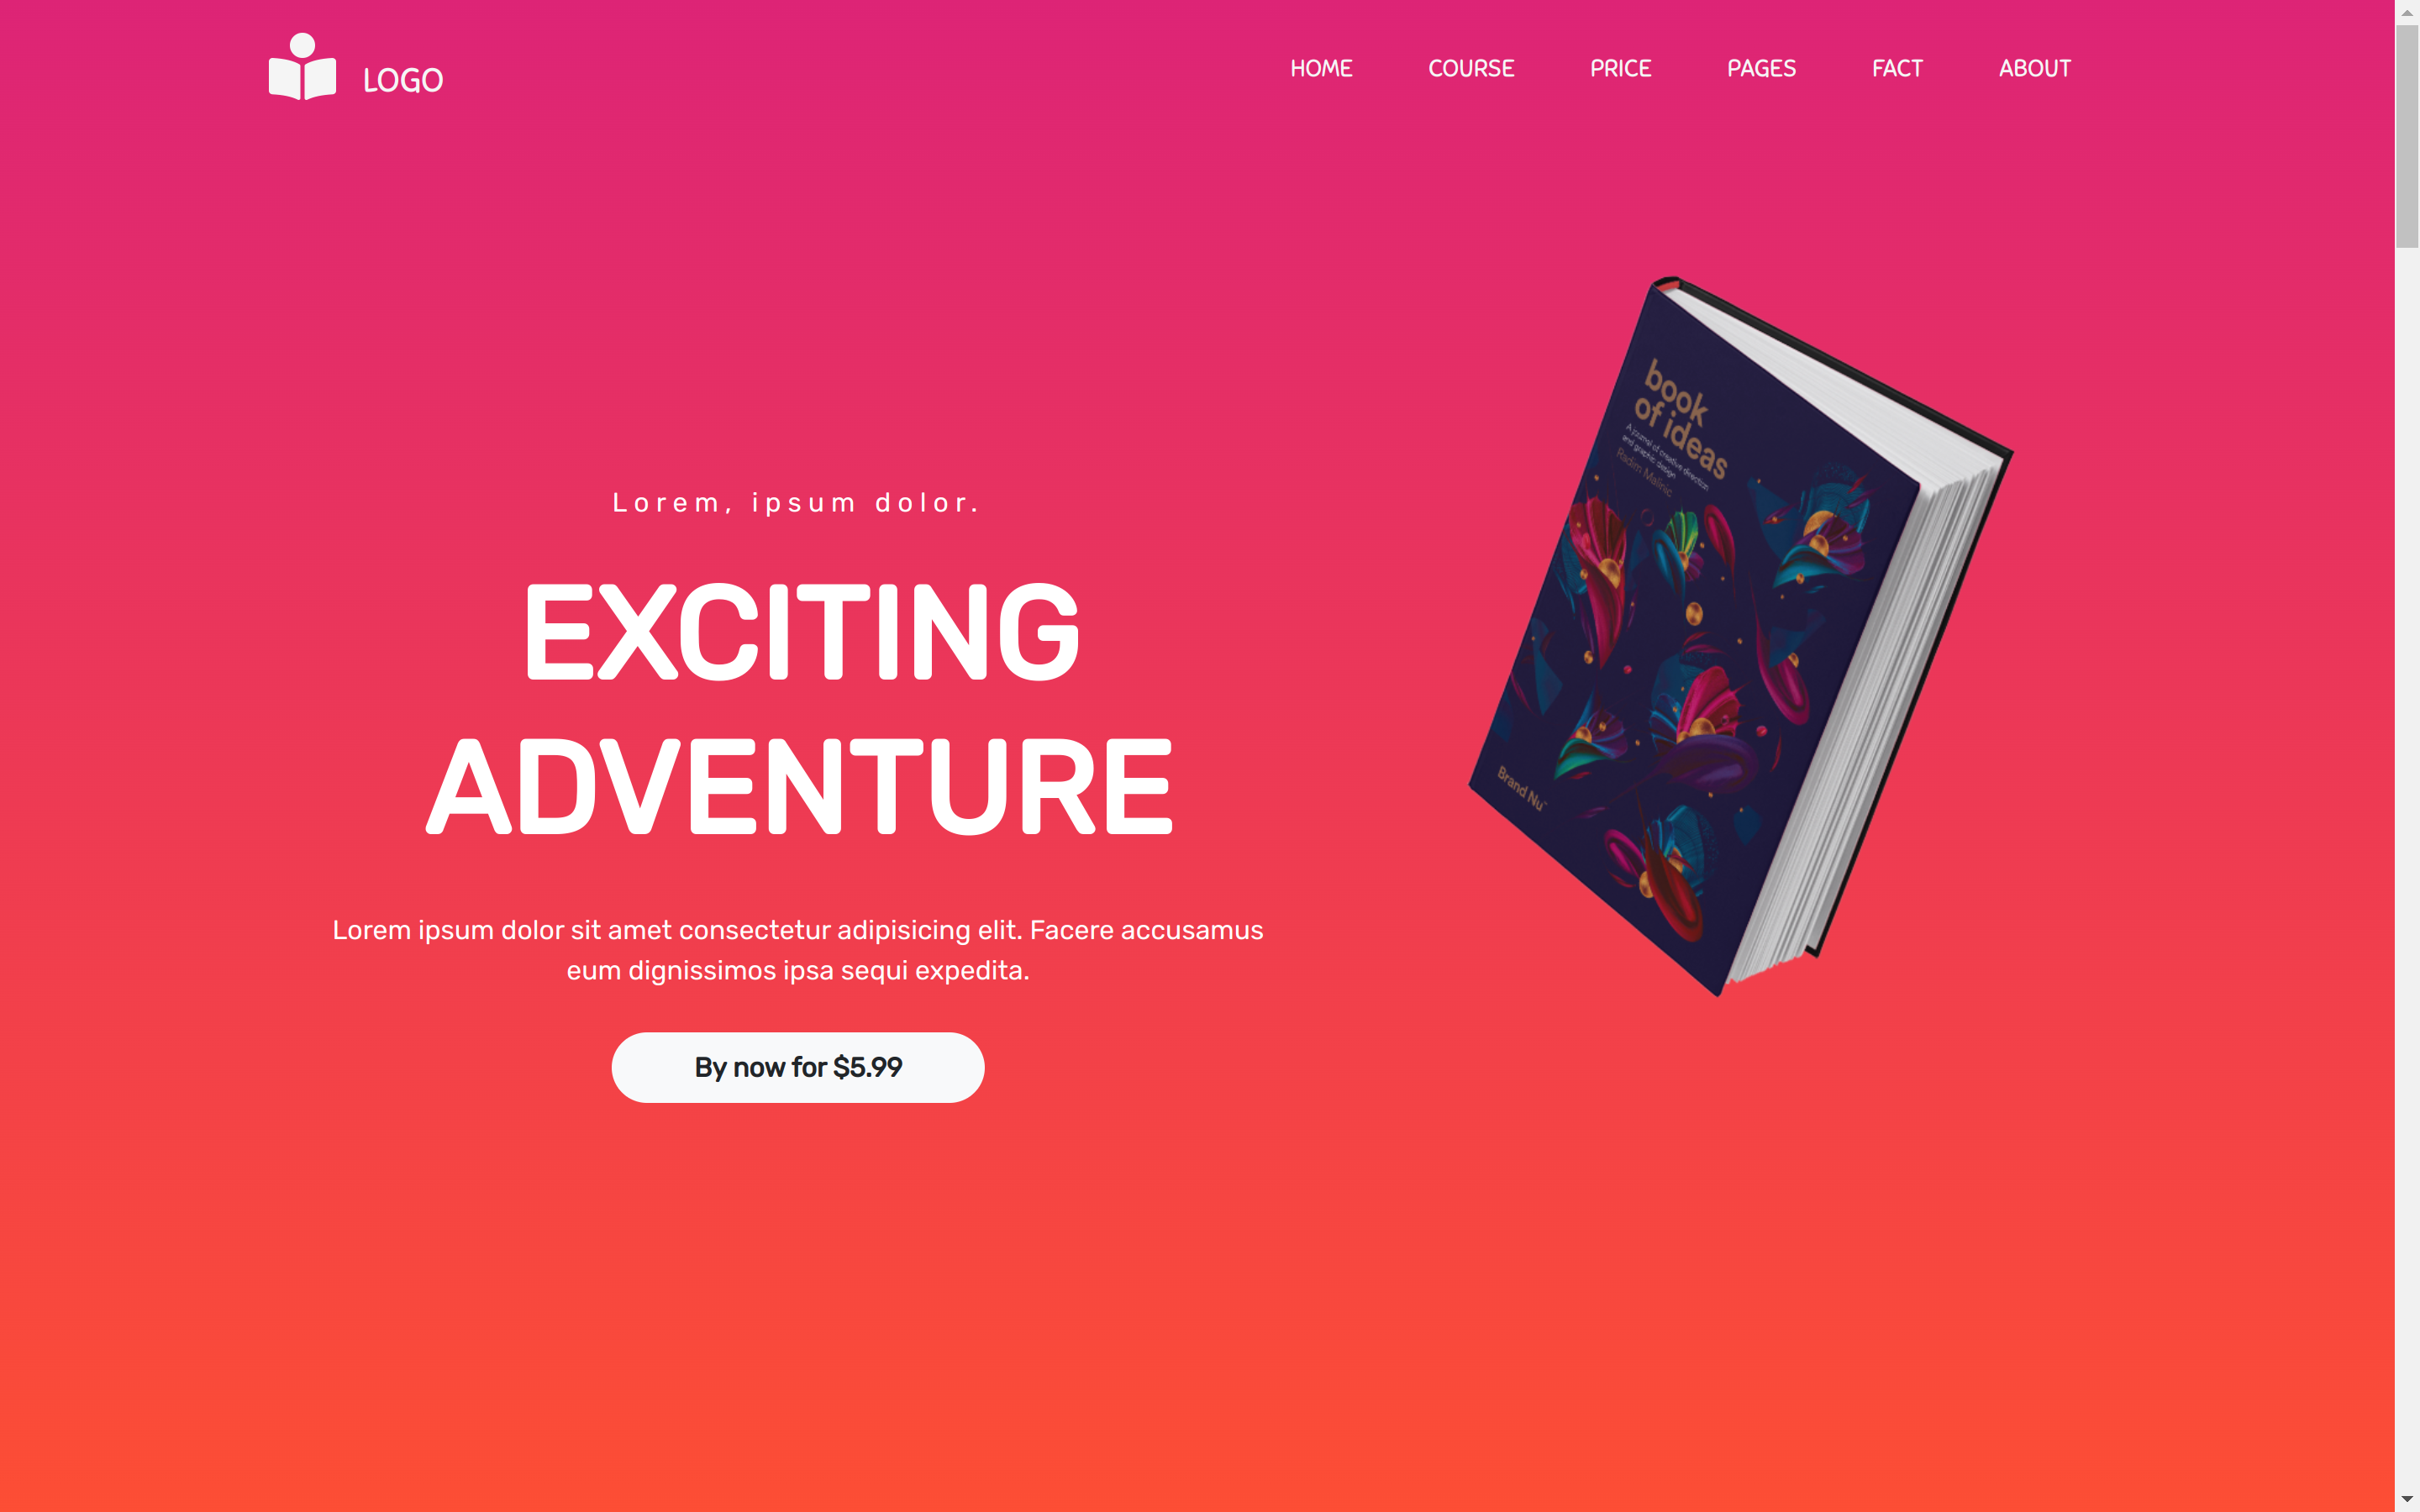 LOGO
HOME COURSE PRICE PAGES FACT ABOUT
book
of ideas
A journal of creative direction
and graphic design
Radim Malinic
Brand Nu™
Lorem, ipsum dolor.
EXCITING
ADVENTURE
Lorem ipsum dolor sit amet consectetur adipisicing elit. Facere accusamus
eum dignissimos ipsa sequi expedita.
By now for $5.99